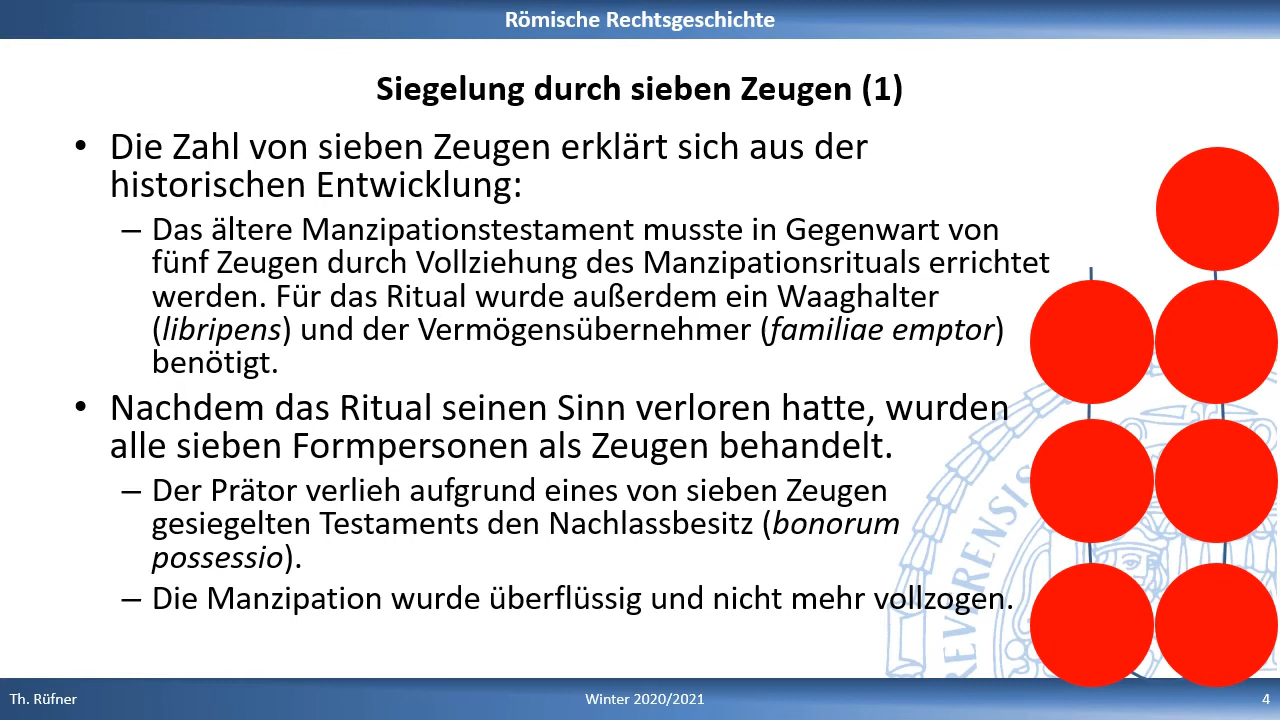 Römische Rechtsgeschichte
Siegelung durch sieben Zeugen (1)
• Die Zahl von sieben Zeugen erklärt sich aus der
historischen Entwicklung:
– Das ältere Manzipationstestament musste in Gegenwart von
fünf Zeugen durch Vollziehung des Manzipationsrituals errichtet
werden. Für das Ritual wurde außerdem ein Waaghalter
(libripens) und der Vermögensübernehmer (familiae emptor)
benötigt.
• Nachdem das Ritual seinen Sinn verloren hatte, wurden
alle sieben Formpersonen als Zeugen behandelt.
– Der Prätor verlieh aufgrund eines von sieben Zeugen
gesiegelten Testaments den Nachlassbesitz (bonorum
possessio).
– Die Manzipation wurde überflüssig und nicht mehr vollzogen.
EVERENSIS
Th. Rüfner
Winter 2020/2021
4